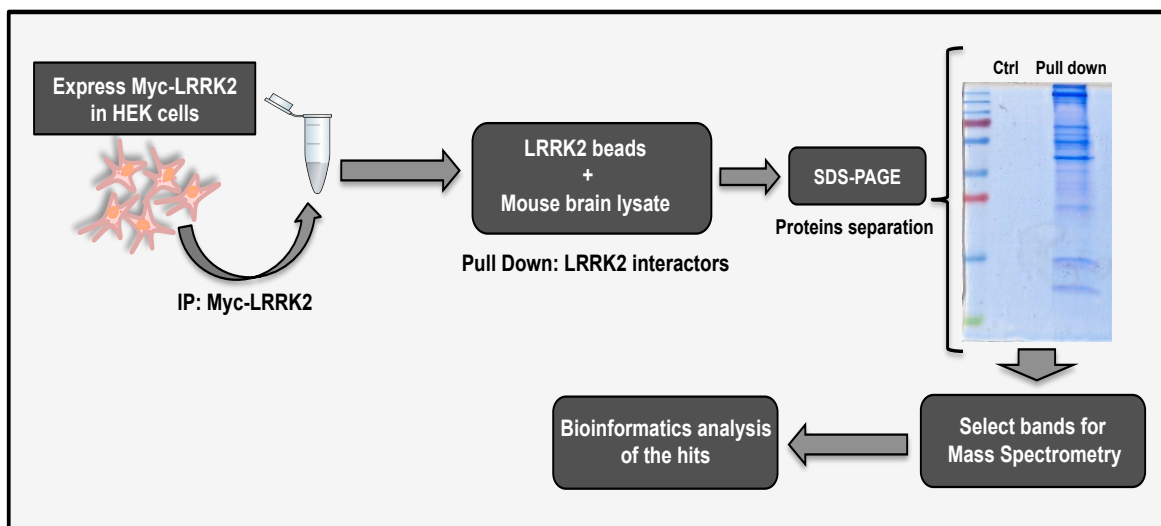 Express Myc-LRRK2
in HEK cells
IP: Myc-LRRK2
LRRK2 beads
+
Mouse brain lysate
Pull Down: LRRK2 interactors
SDS-PAGE
Proteins separation
Ctrl Pull down
Select bands for
Mass Spectrometry
Bioinformatics analysis
of the hits